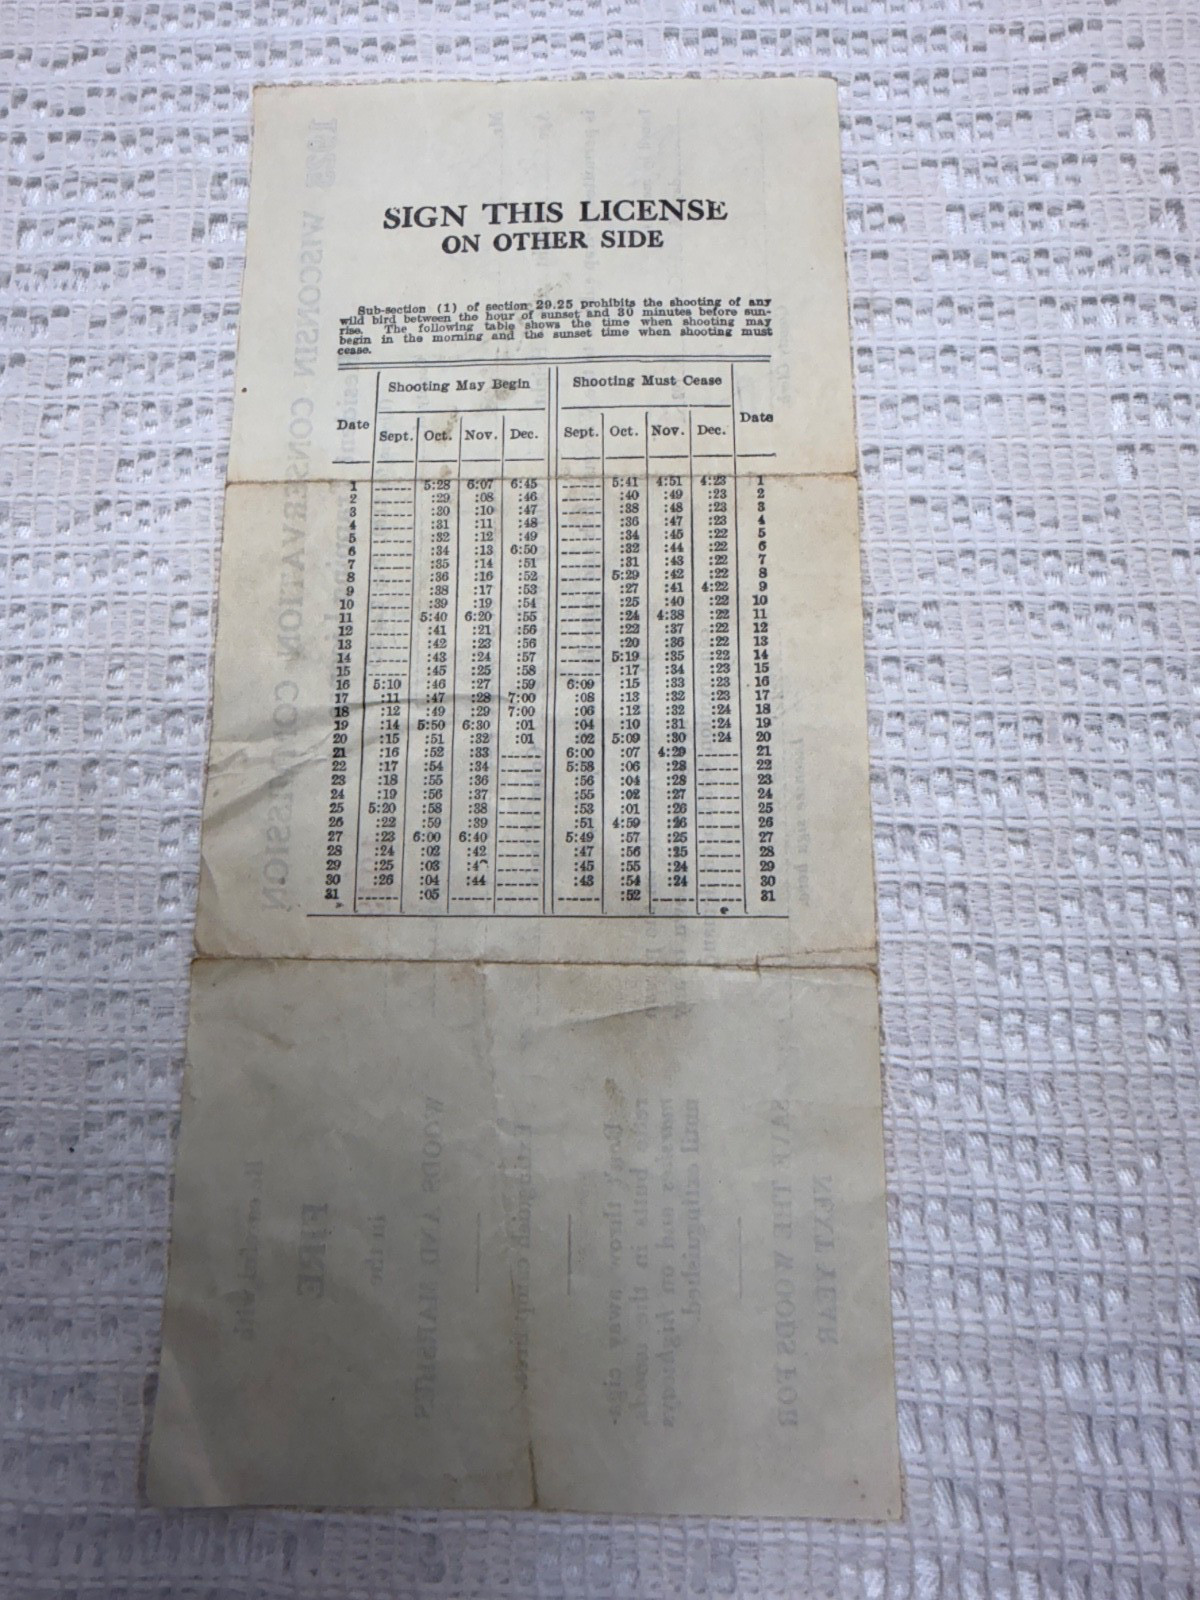 SIGN THIS LICENSE
ON OTHER SIDE
Sub-section (1) of section 29.25 prohibits the shooting of any
wild bird between the hour of sunset and 30 minutes before sun-
rise. The following table shows the time when shooting may
begin in the morning and the sunset time when shooting must
cease.
Date Shooting May Begin Shooting Must Cease Date
Sept. Oct. Nov. Dec. Sept. Oct. Nov. Dec.
1 ------ 5:28 6:07 6:45 ------ 5:41 4:51 4:23 1
2 ------ :29 :08 :46 ------ :40 :49 :23 2
3 ------ :30 :10 :47 ------ :38 :48 :23 3
4 ------ :31 :11 :48 ------ :36 :47 :23 4
5 ------ :32 :12 :49 ------ :34 :45 :22 5
6 ------ :34 :13 6:50 ------ :32 :44 :22 6
7 ------ :35 :14 :51 ------ :31 :43 :22 7
8 ------ :36 :16 :52 ------ 5:29 :42 :22 8
9 ------ :38 :17 :53 ------ :27 :41 4:22 9
10 ------ :39 :19 :54 ------ :25 :40 :22 10
11 ------ 5:40 6:20 :55 ------ :24 4:38 :22 11
12 ------ :41 :21 :56 ------ :22 :37 :22 12
13 ------ :42 :23 :56 ------ :20 :36 :22 13
14 ------ :43 :24 :57 ------ 5:19 :35 :22 14
15 ------ :45 :25 :58 ------ :17 :34 :23 15
16 5:10 :46 :27 :59 6:09 :15 :33 :23 16
17 :11 :47 :28 7:00 :08 :13 :32 :23 17
18 :12 :49 :29 7:00 :06 :12 :32 :24 18
19 :14 5:50 6:30 :01 :04 :10 :31 :24 19
20 :15 :51 :32 :01 :02 5:09 :30 :24 20
21 :16 :52 :33 ------ 6:00 :07 4:29 ------ 21
22 :17 :54 :34 ------ 5:58 :06 :28 ------ 22
23 :18 :55 :36 ------ :56 :04 :28 ------ 23
24 :19 :56 :37 ------ :55 :02 :27 ------ 24
25 5:20 :58 :38 ------ :53 :01 :26 ------ 25
26 :22 :59 :39 ------ :51 4:59 :26 ------ 26
27 :23 6:00 6:40 ------ 5:49 :57 :25 ------ 27
28 :24 :02 :42 ------ :47 :56 :25 ------ 28
29 :25 :03 ------ :45 :55 :24 ------ 29
30 :26 :04 :44 ------ :43 :54 :24 ------ 30
31 ------ :05 ------ ------ ------ :52 ------ ------ 31